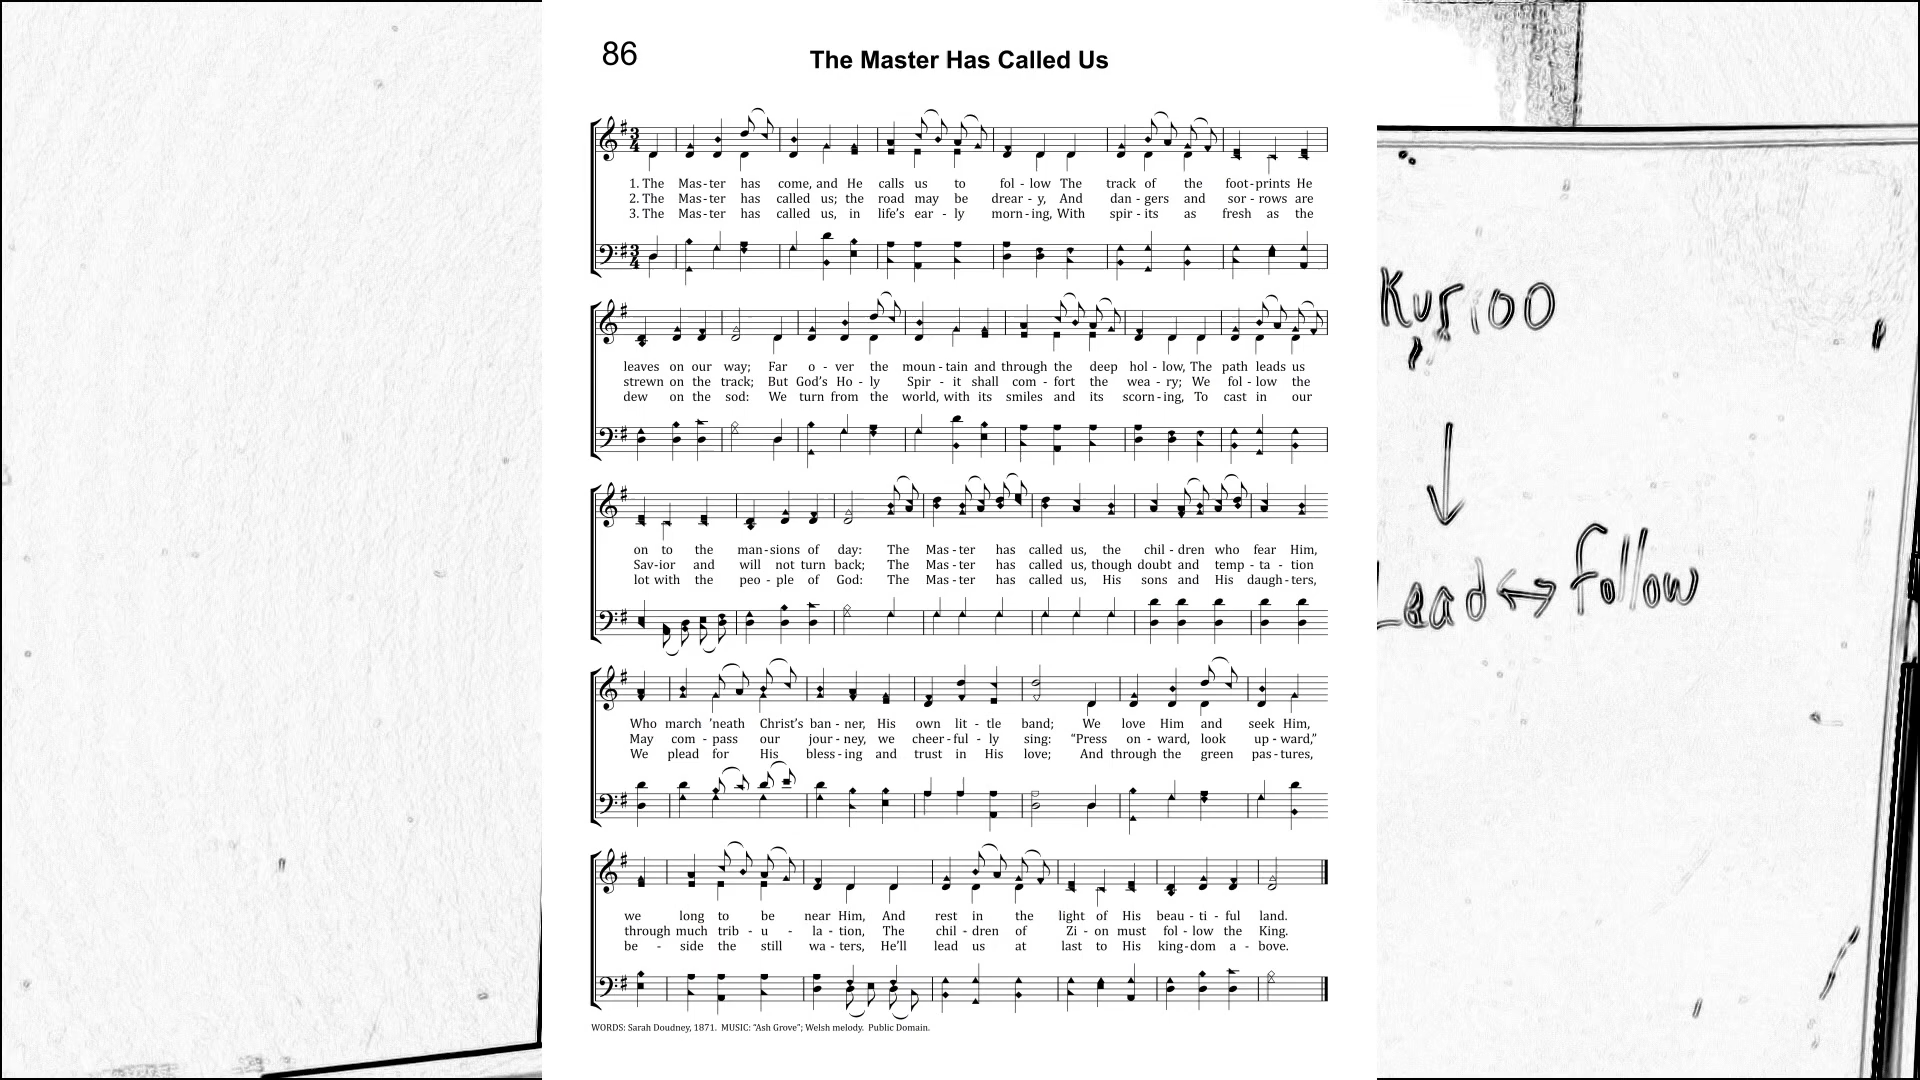 86
The Master Has Called Us
1. The Mas-ter has come, and He calls us to fol-low The track of the foot-prints He
2. The Mas-ter has called us; the road may be drear-y, And dan-gers and sor-rows are
3. The Mas-ter has called us, in life's ear-ly morn-ing, With spir-its as fresh as the
leaves on our way; Far o-ver the moun-tain and through the deep hol-low, The path leads us
strewn on the track; But God's Ho-ly Spir-it shall com-fort the wea-ry; We fol-low the
dew on the sod: We turn from the world, with its smiles and its scorn-ing, To cast in our
on to the man-sions of day: The Mas-ter has called us, the chil-dren who fear Him,
Sav-ior and will not turn back; The Mas-ter has called us, though doubt and temp-ta-tion
lot with the peo-ple of God: The Mas-ter has called us, His sons and His daugh-ters,
Who march 'neath Christ's ban-ner, His own lit-tle band; We love Him and seek Him,
May com-pass our jour-ney, we cheer-ful-ly sing: "Press on-ward, look up-ward,"
We plead for His bless-ing and trust in His love; And through the green pas-tures,
we long to be near Him, And rest in the light of His beau-ti-ful land.
through much trib-u-la-tion, The chil-dren of Zi-on must fol-low the King.
be-side the still wa-ters, He'll lead us at last to His king-dom a-bove.
WORDS: Sarah Doudney, 1871. MUSIC: "Ash Grove"; Welsh melody. Public Domain.
Lead ↔ Follow